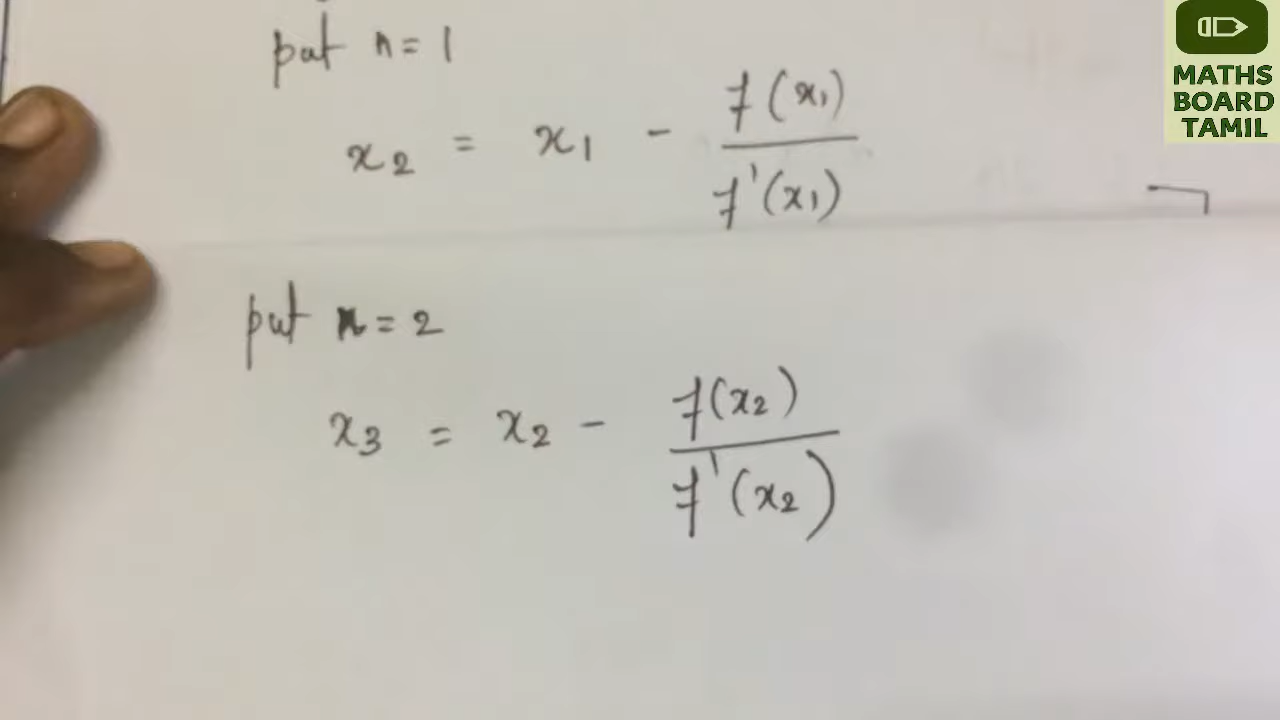 put n = 1
x₂ = x₁ - f(x₁) / f'(x₁)
put n = 2
x₃ = x₂ - f(x₂) / f'(x₂)
MATHS
BOARD
TAMIL